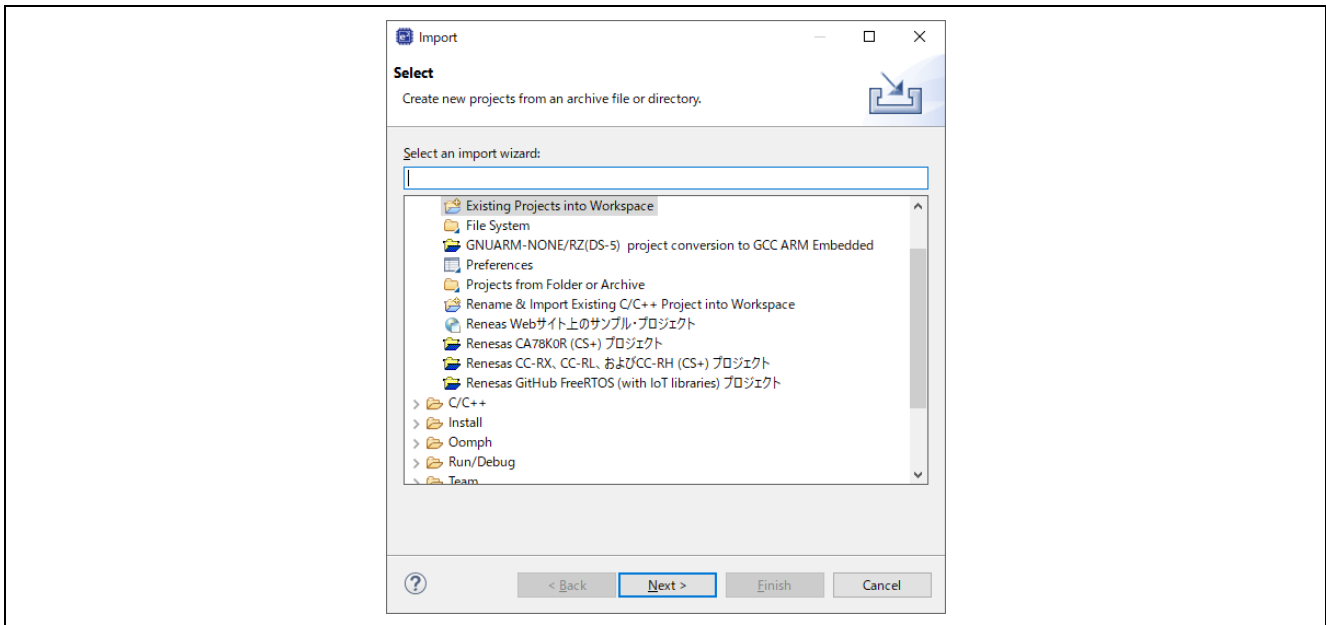 Import
Select
Create new projects from an archive file or directory.
Select an import wizard:
Existing Projects into Workspace
File System
GNUARM-NONE/RZ(DS-5) project conversion to GCC ARM Embedded
Preferences
Projects from Folder or Archive
Rename & Import Existing C/C++ Project into Workspace
Reneas Webサイト上のサンプル・プロジェクト
Renesas CA78K0R (CS+) プロジェクト
Renesas CC-RX、CC-RL、およびCC-RH (CS+) プロジェクト
Renesas GitHub FreeRTOS (with IoT libraries) プロジェクト
C/C++
Install
Oomph
Run/Debug
Team
< Back Next > Finish Cancel